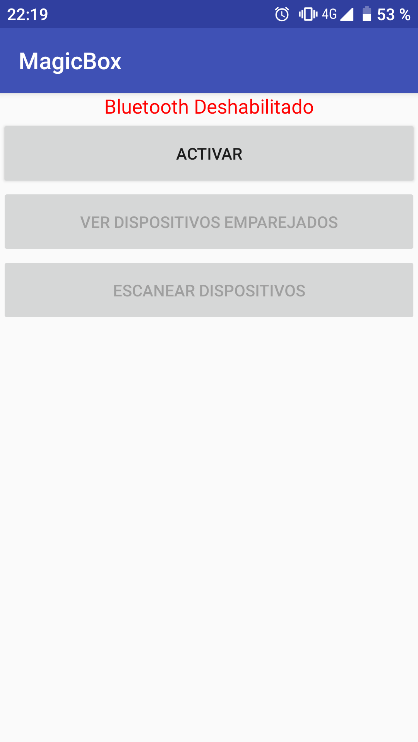 22:19 4G 53 %
MagicBox
Bluetooth Deshabilitado
ACTIVAR
VER DISPOSITIVOS EMPAREJADOS
ESCANEAR DISPOSITIVOS